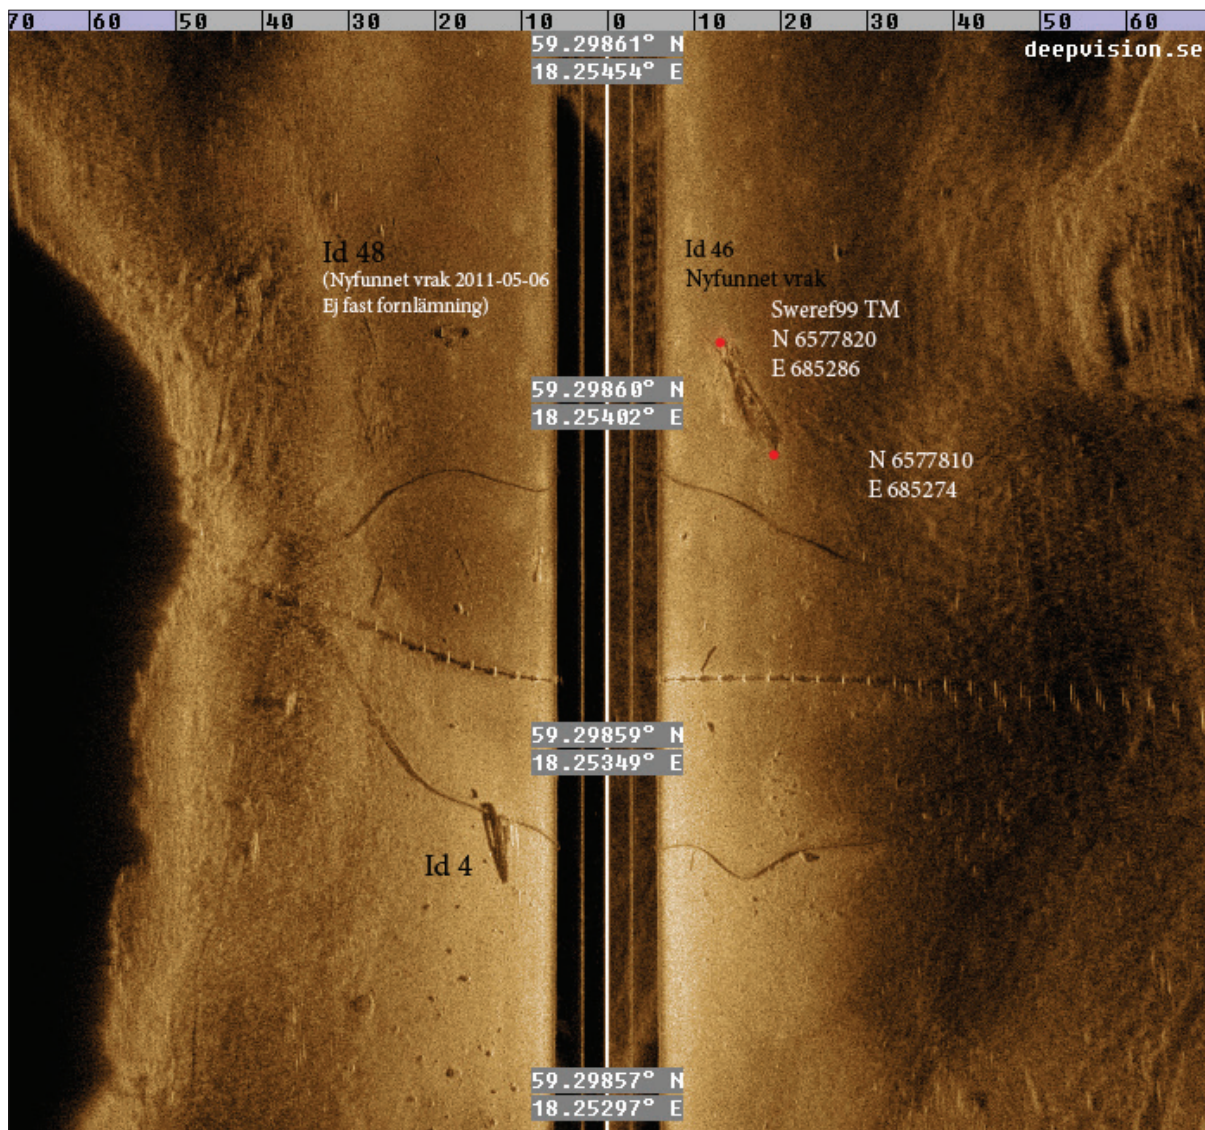 70 60 50 40 30 20 10 0 10 20 30 40 50 60
59.29861° N
18.25454° E
deepvision.se
Id 48
(Nyfunnet vrak 2011-05-06
Ej fast fornlämning)
Id 46
Nyfunnet vrak
Sweref99 TM
N 6577820
E 685286
59.29860° N
18.25402° E
N 6577810
E 685274
59.29859° N
18.25349° E
Id 4
59.29857° N
18.25297° E